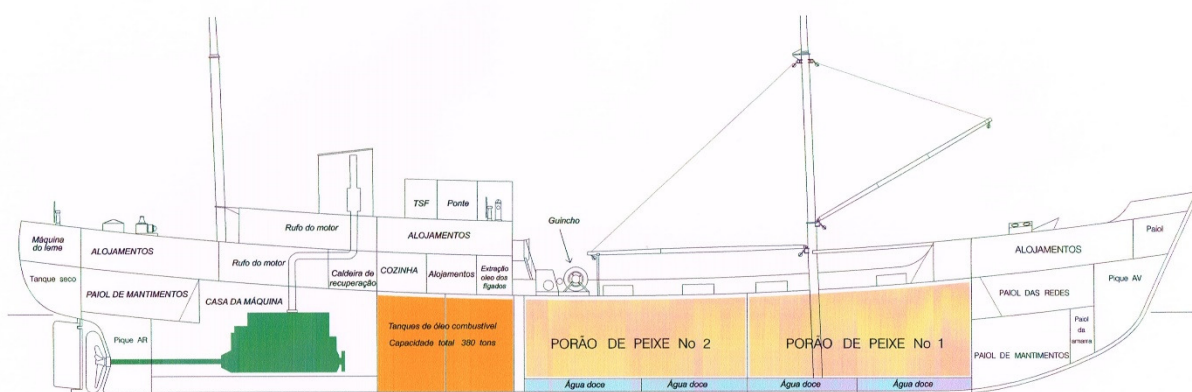 TSF
Ponte
Guincho
Rufo do motor
ALOJAMENTOS
Máquina
do leme
ALOJAMENTOS
Rufo do motor
Caldeira de
recuperação
COZINHA
Alojamentos
Extração
óleo dos
fígados
ALOJAMENTOS
Paiol
Tanque seco
PAIOL DE MANTIMENTOS
CASA DA MÁQUINA
PAIOL DAS REDES
Pique AV
Pique AR
Tanques de óleo combustível
Capacidade total 380 tons
PORÃO DE PEIXE No 2
PORÃO DE PEIXE No 1
Paiol
da
amarra
PAIOL DE MANTIMENTOS
Água doce
Água doce
Água doce
Água doce